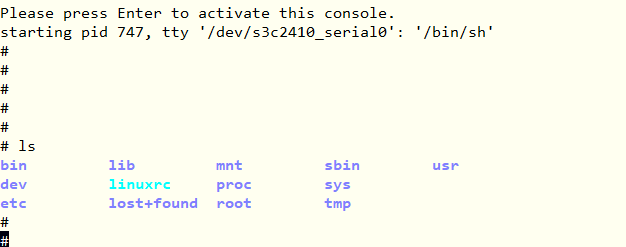 Please press Enter to activate this console.
starting pid 747, tty '/dev/s3c2410_serial0': '/bin/sh'
#
#
#
#
#
# ls
bin lib mnt sbin usr
dev linuxrc proc sys
etc lost+found root tmp
#
#